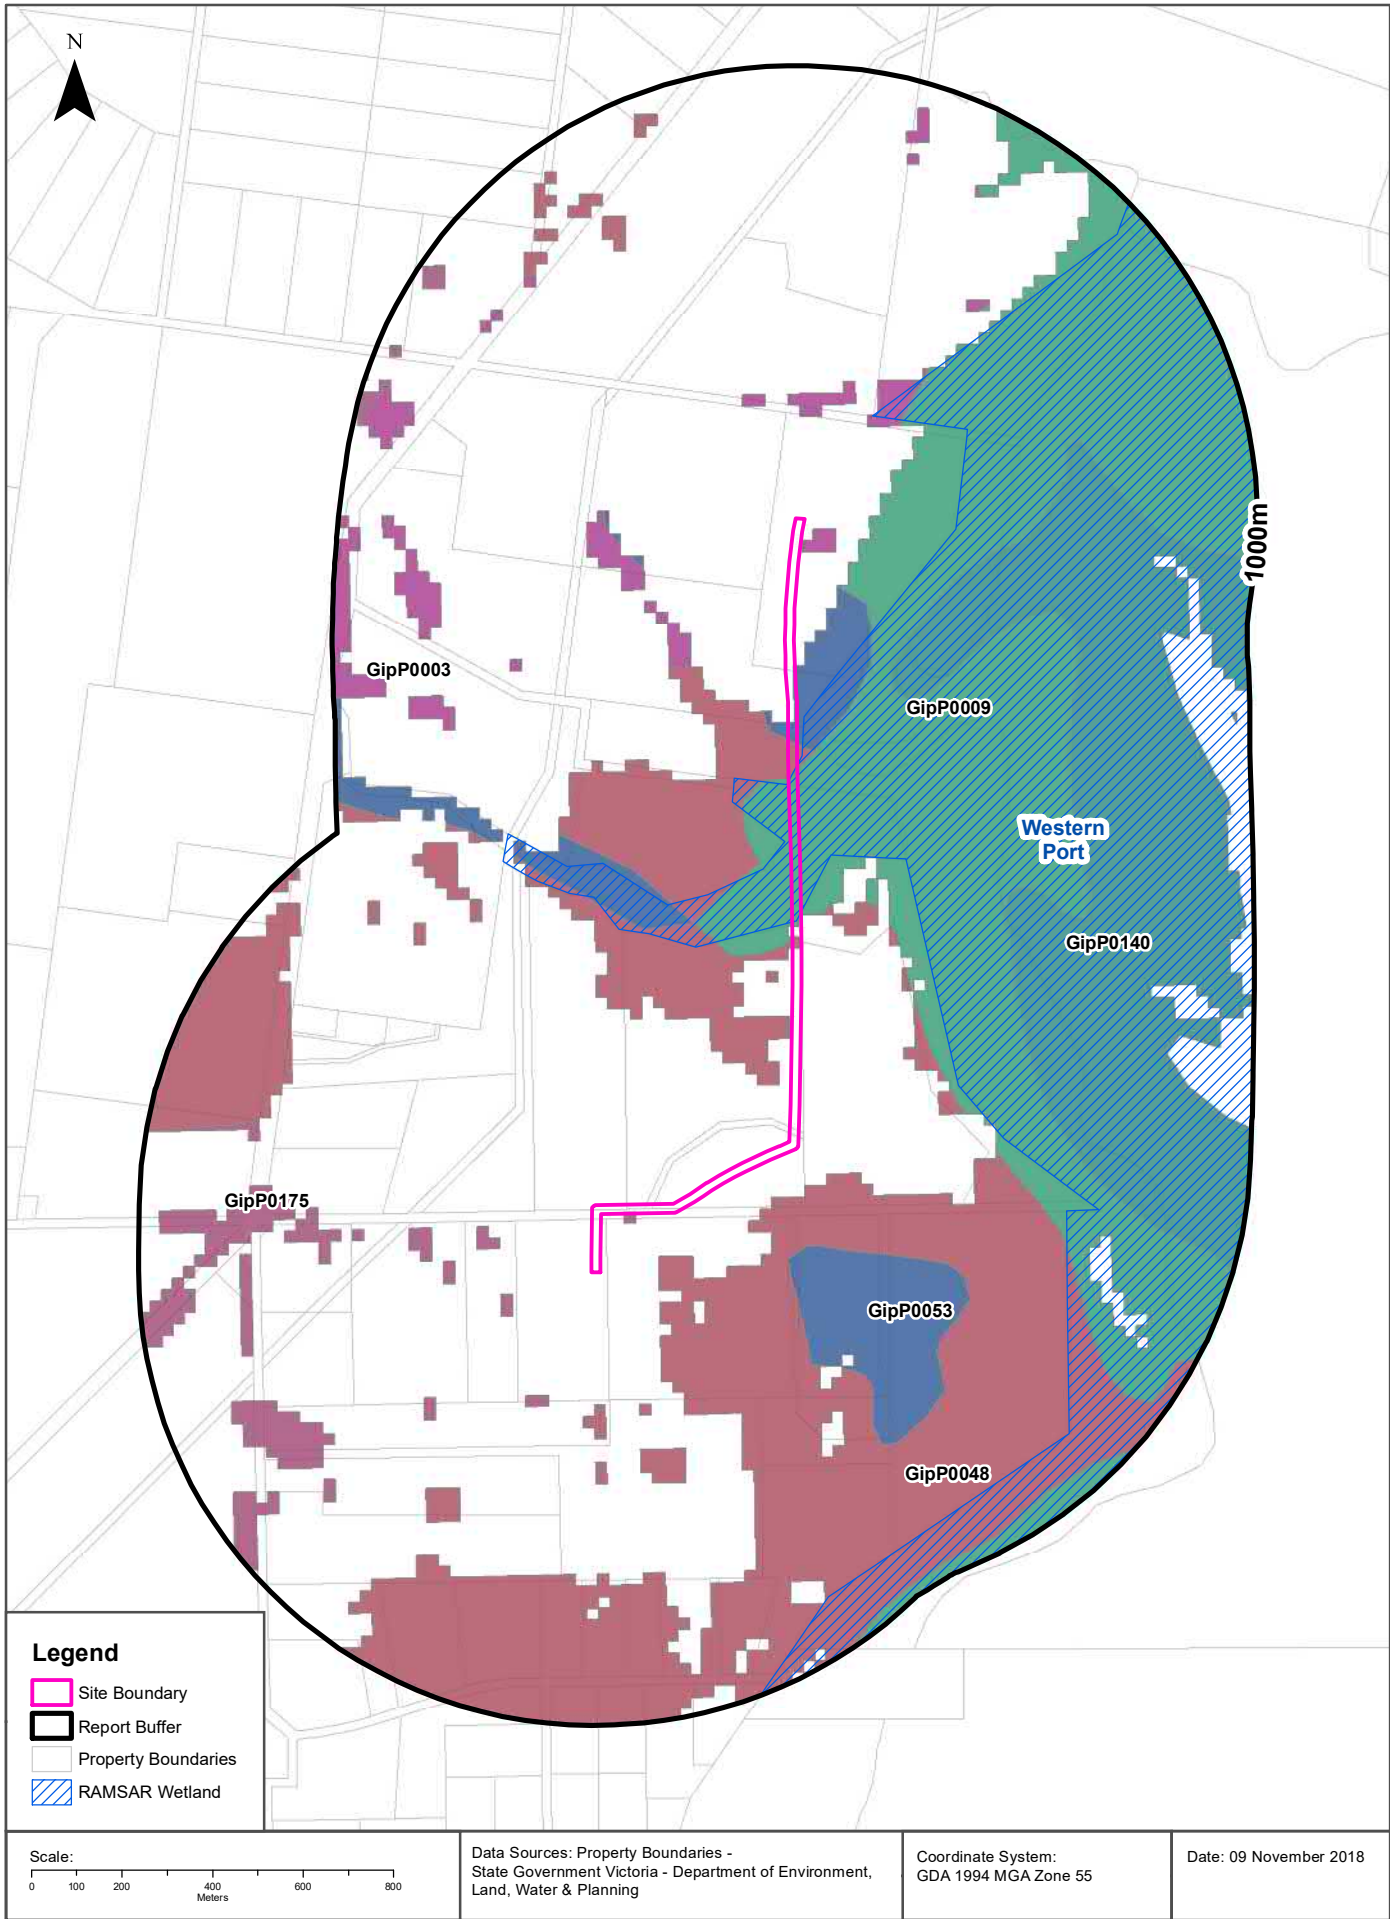 N
1000m
GipP0003
GipP0009
Western
Port
GipP0140
GipP0175
GipP0053
GipP0048
Legend
Site Boundary
Report Buffer
Property Boundaries
RAMSAR Wetland
Scale:
0 100 200 400 600 800
Meters
Data Sources: Property Boundaries -
State Government Victoria - Department of Environment,
Land, Water & Planning
Coordinate System:
GDA 1994 MGA Zone 55
Date: 09 November 2018